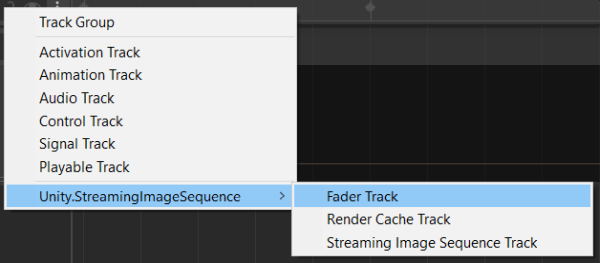 Track Group
Activation Track
Animation Track
Audio Track
Control Track
Signal Track
Playable Track
Unity.StreamingImageSequence
Fader Track
Render Cache Track
Streaming Image Sequence Track